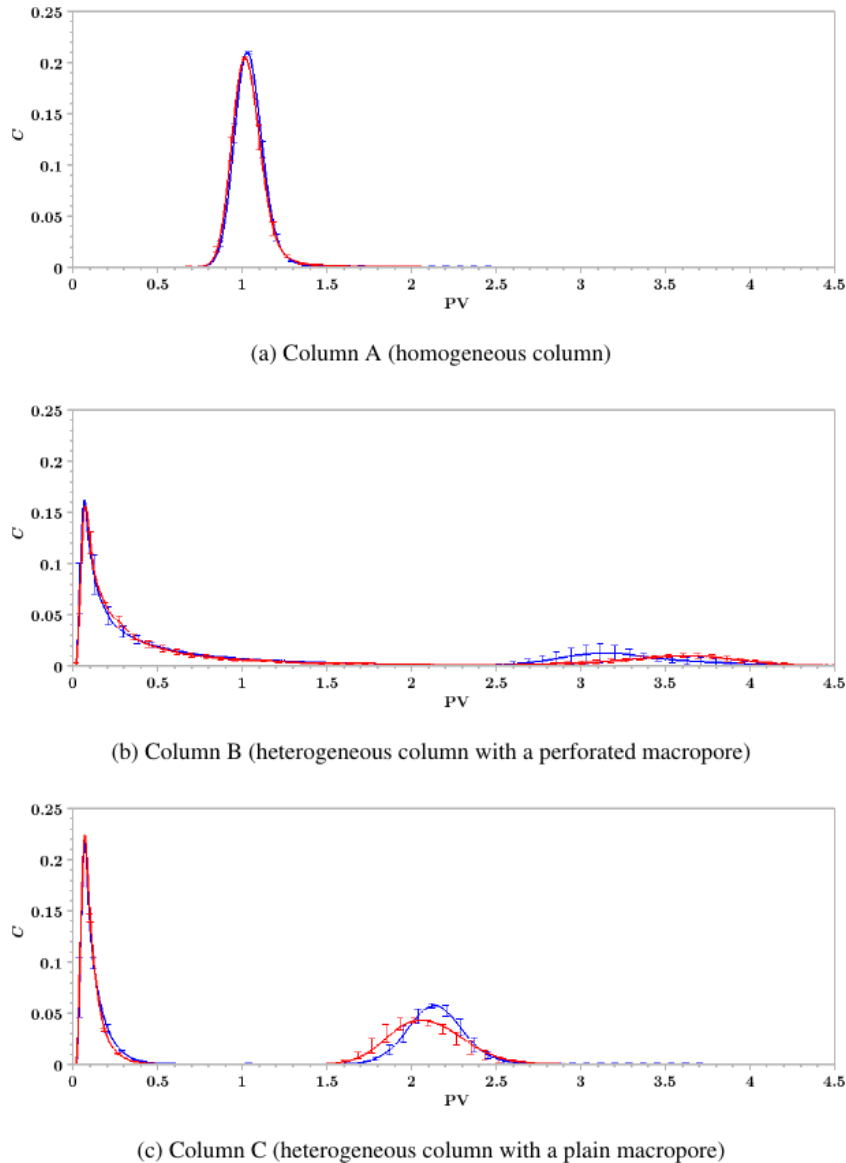 0.25
0.2
0.15
0.1
0.05
0
C
0 0.5 1 1.5 2 2.5 3 3.5 4 4.5
PV
(a) Column A (homogeneous column)
0.25
0.2
0.15
0.1
0.05
0
C
0 0.5 1 1.5 2 2.5 3 3.5 4 4.5
PV
(b) Column B (heterogeneous column with a perforated macropore)
0.25
0.2
0.15
0.1
0.05
0
C
0 0.5 1 1.5 2 2.5 3 3.5 4 4.5
PV
(c) Column C (heterogeneous column with a plain macropore)